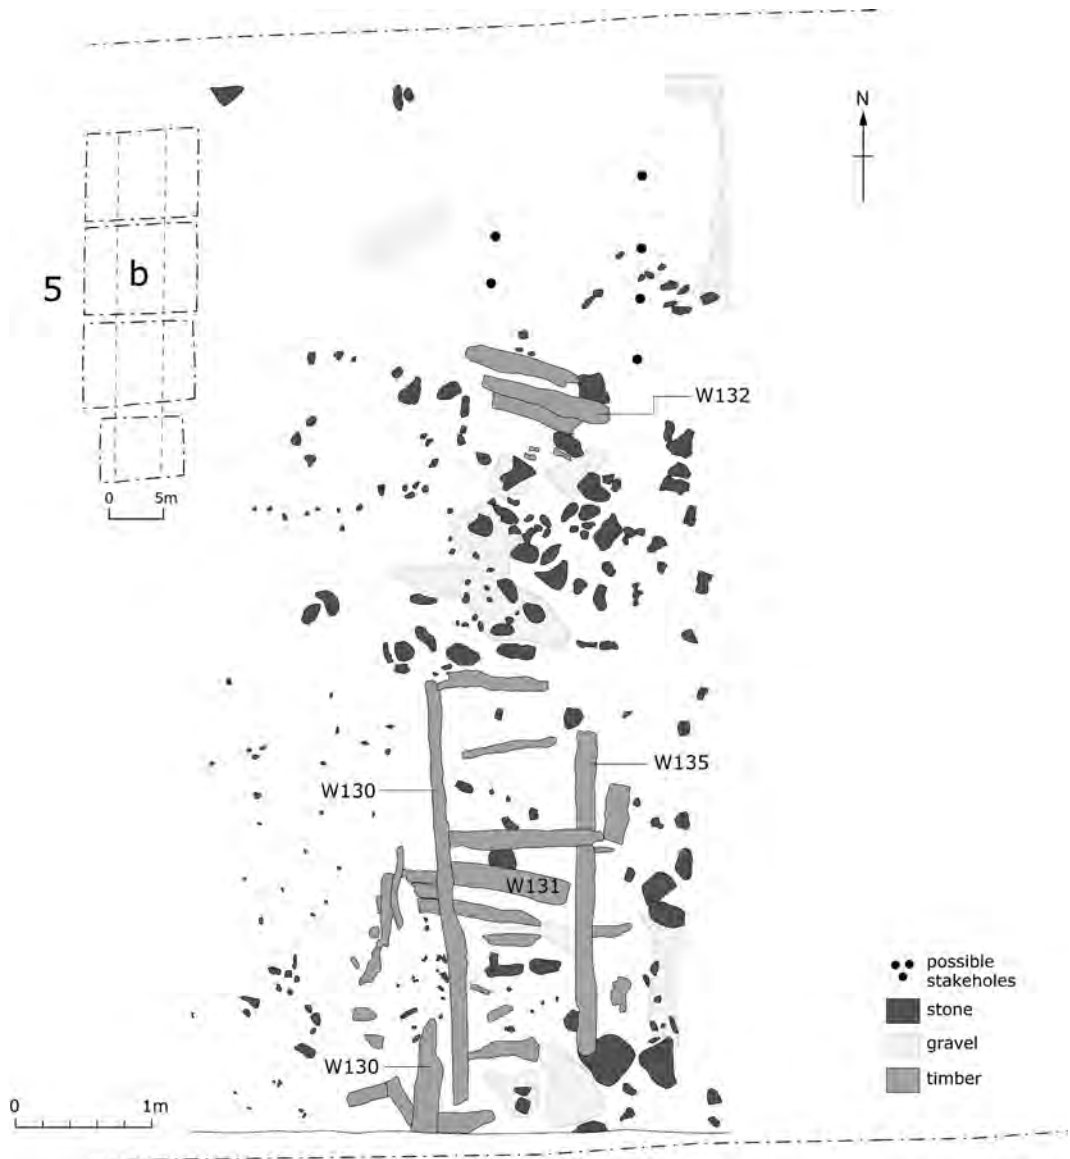 N
5
b
0 5m
W132
W130
W135
W131
W130
0 1m
possible
stakeholes
stone
gravel
timber